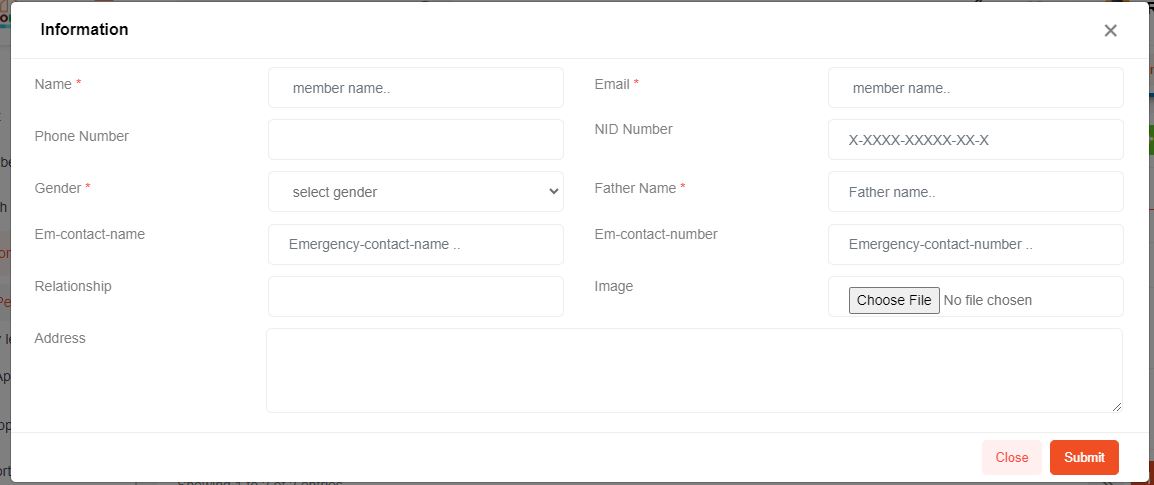 Information
×
Name *
member name..
Email *
member name..
Phone Number
NID Number
X-XXXX-XXXXX-XX-X
Gender *
select gender
Father Name *
Father name..
Em-contact-name
Emergency-contact-name ..
Em-contact-number
Emergency-contact-number ..
Relationship
Image
Choose File No file chosen
Address
Close
Submit